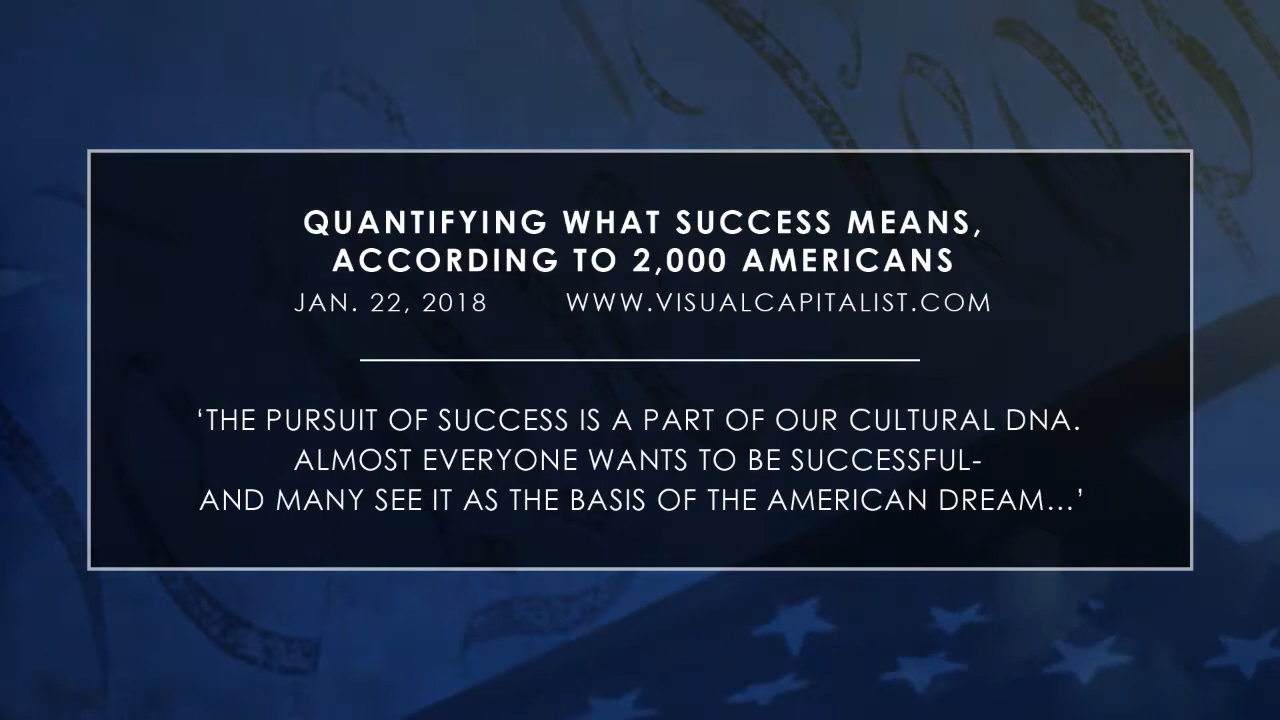 QUANTIFYING WHAT SUCCESS MEANS,
ACCORDING TO 2,000 AMERICANS
JAN. 22, 2018 WWW.VISUALCAPITALIST.COM
‘THE PURSUIT OF SUCCESS IS A PART OF OUR CULTURAL DNA.
ALMOST EVERYONE WANTS TO BE SUCCESSFUL-
AND MANY SEE IT AS THE BASIS OF THE AMERICAN DREAM...’